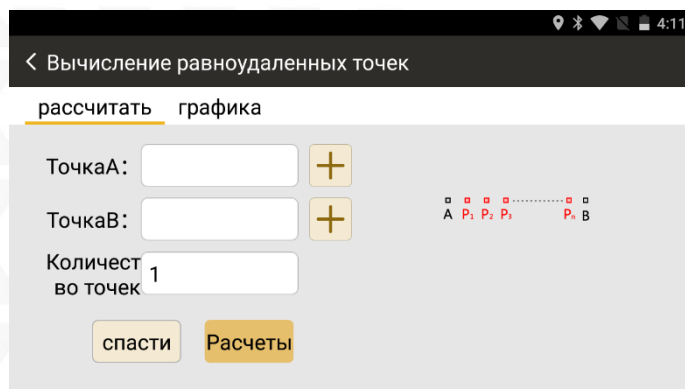 4:11
Вычисление равноудаленных точек
рассчитать графика
ТочкаA:
ТочкаB:
A P₁ P₂ P₃ Pₙ B
Количест
во точек
1
спасти Расчеты